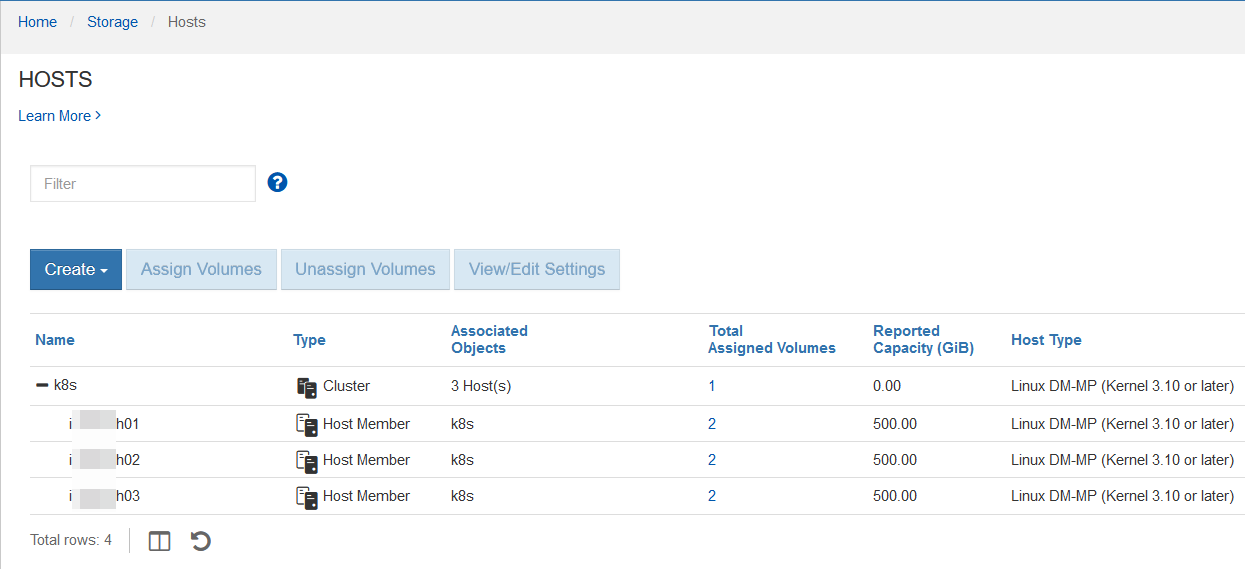 Home / Storage / Hosts
HOSTS
Learn More >
Filter ?
Create Assign Volumes Unassign Volumes View/Edit Settings
Name Type Associated Objects Total Assigned Volumes Reported Capacity (GiB) Host Type
k8s Cluster 3 Host(s) 1 0.00 Linux DM-MP (Kernel 3.10 or later)
i h01 Host Member k8s 2 500.00 Linux DM-MP (Kernel 3.10 or later)
i h02 Host Member k8s 2 500.00 Linux DM-MP (Kernel 3.10 or later)
i h03 Host Member k8s 2 500.00 Linux DM-MP (Kernel 3.10 or later)
Total rows: 4